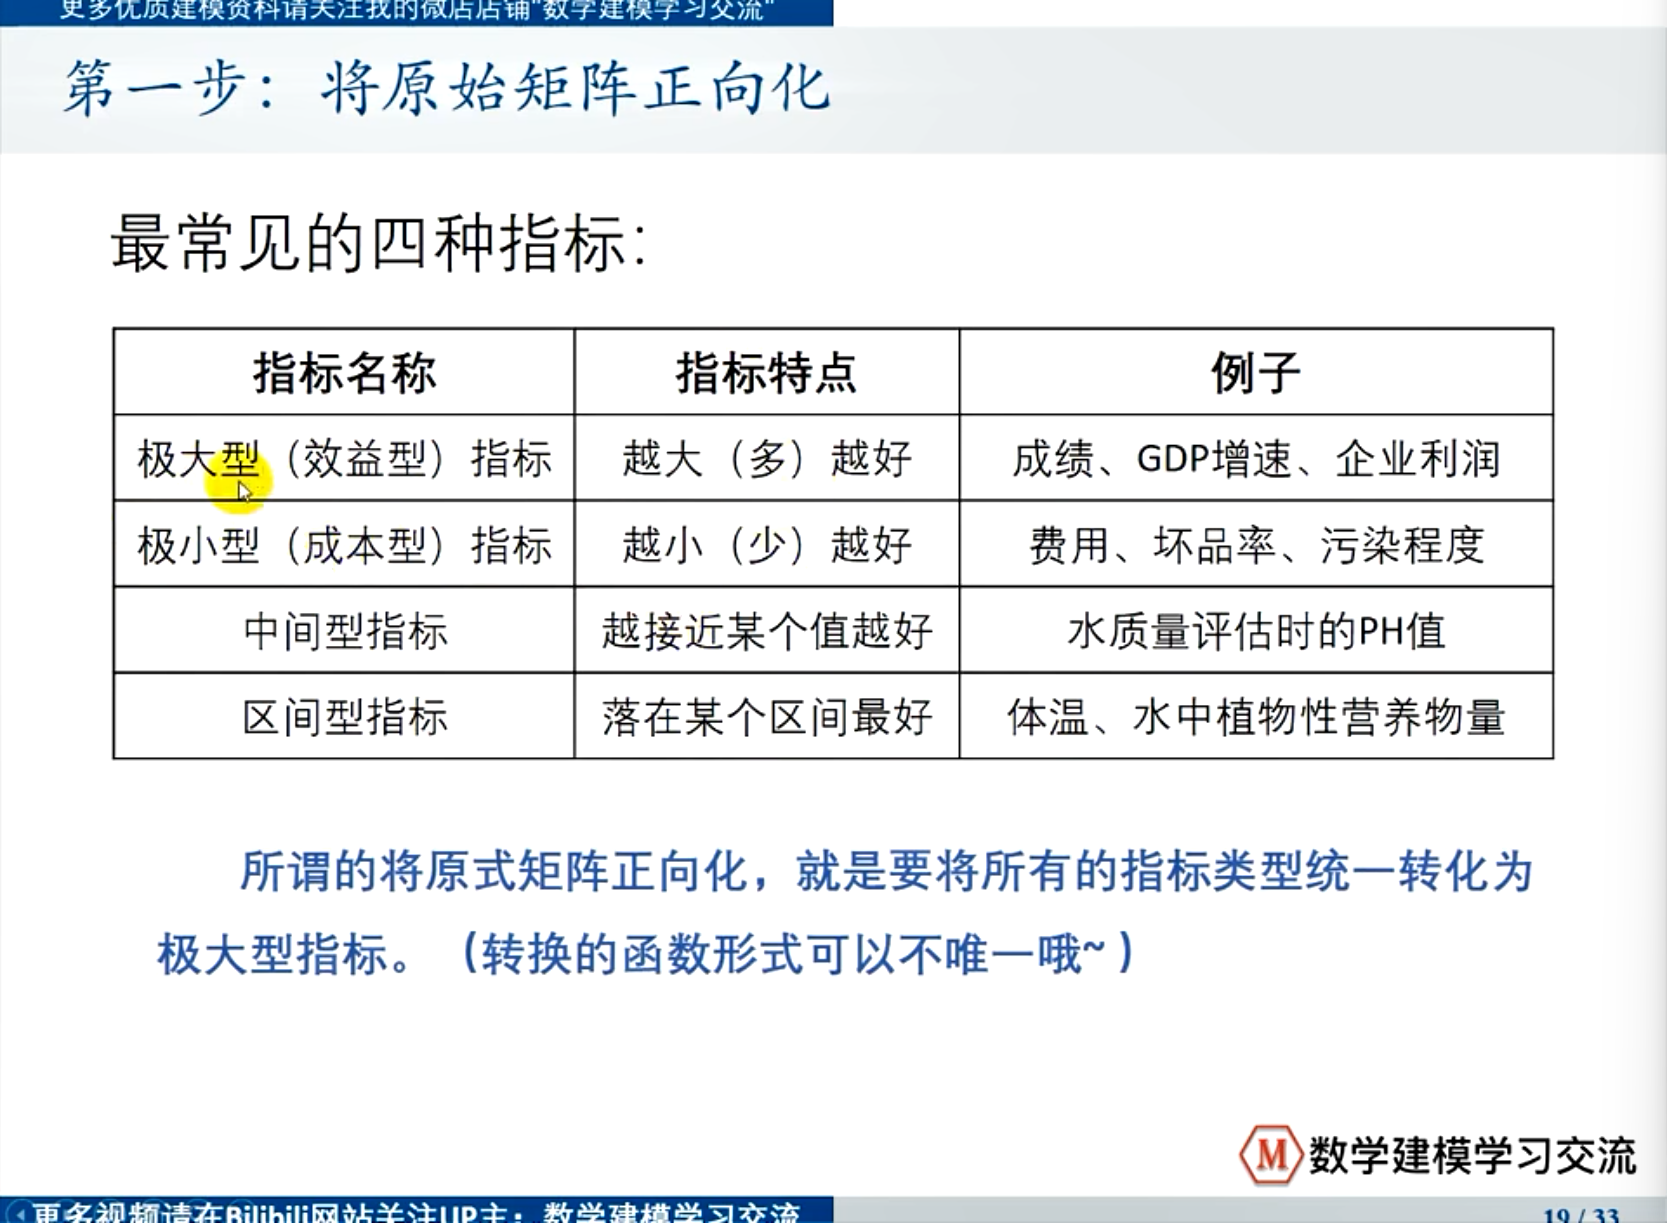 更多优质建模资料请关注我的微店店铺"数学建模学习交流"
第一步：将原始矩阵正向化
最常见的四种指标：
指标名称 指标特点 例子
极大型（效益型）指标 越大（多）越好 成绩、GDP增速、企业利润
极小型（成本型）指标 越小（少）越好 费用、坏品率、污染程度
中间型指标 越接近某个值越好 水质量评估时的PH值
区间型指标 落在某个区间最好 体温、水中植物性营养物量
所谓的将原式矩阵正向化，就是要将所有的指标类型统一转化为
极大型指标。（转换的函数形式可以不唯一哦~）
M 数学建模学习交流
更多视频请在Bilibili网站关注UP主：数学建模学习交流
19 / 33